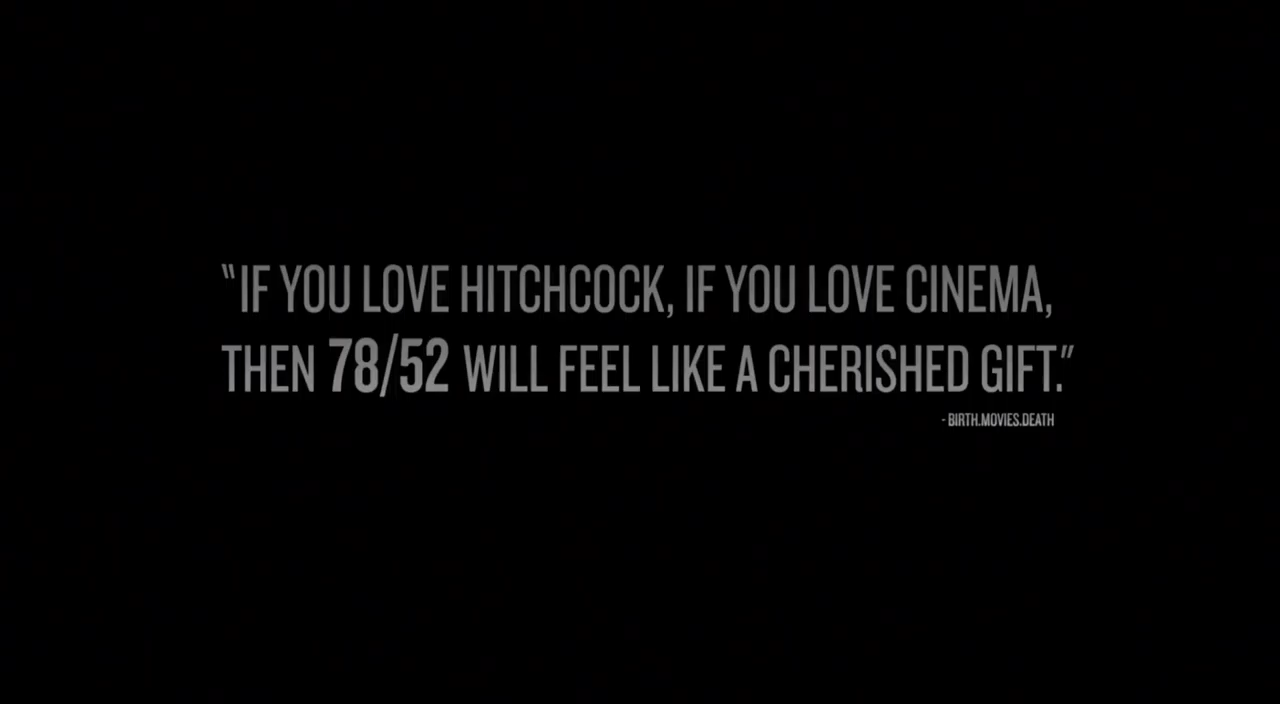 "IF YOU LOVE HITCHCOCK, IF YOU LOVE CINEMA,
THEN 78/52 WILL FEEL LIKE A CHERISHED GIFT."
- BIRTH.MOVIES.DEATH